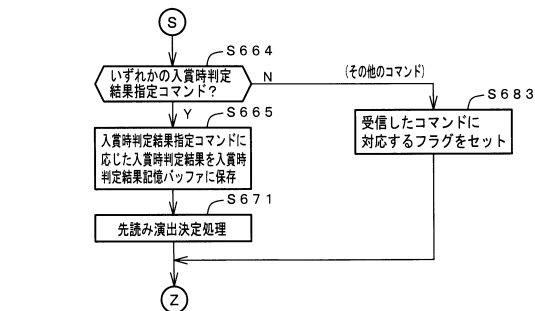 S
S664
いずれかの入賞時判定
結果指定コマンド?
N
(その他のコマンド)
S683
受信したコマンドに
対応するフラグをセット
Y
S665
入賞時判定結果指定コマンドに
応じた入賞時判定結果を入賞時
判定結果記憶バッファに保存
S671
先読み演出決定処理
Z